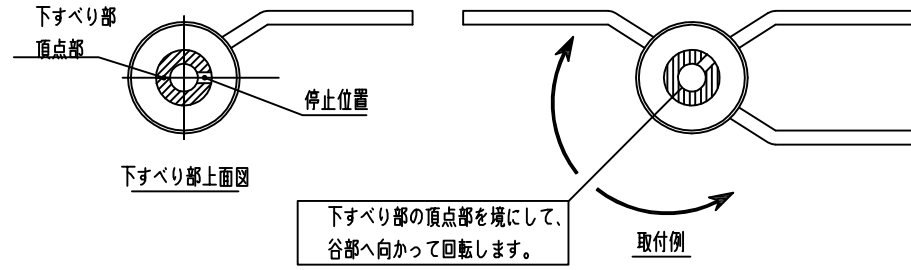 下すべり部
頂点部
停止位置
下すべり部上面図
下すべり部の頂点部を境にして、
谷部へ向かって回転します。
取付例